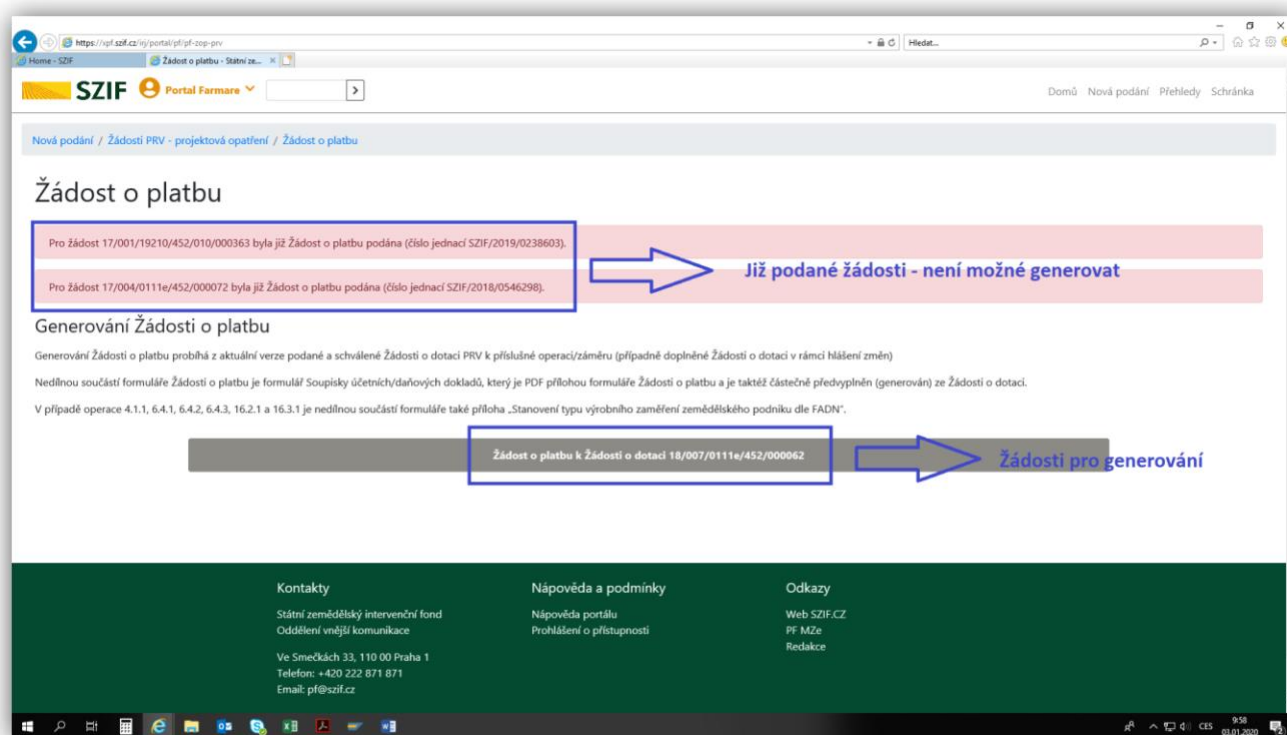 https://xpf.szif.cz/irj/portal/pf/pf-zop-prv
Hledat...
Home - SZIF
Žádost o platbu - Státní ze...
SZIF
Portal Farmare
Domů Nová podání Přehledy Schránka
Nová podání / Žádosti PRV - projektová opatření / Žádost o platbu
Žádost o platbu
Pro žádost 17/001/19210/452/010/000363 byla již Žádost o platbu podána (číslo jednací SZIF/2019/0238603).
Již podané žádosti - není možné generovat
Pro žádost 17/004/0111e/452/000072 byla již Žádost o platbu podána (číslo jednací SZIF/2018/0546298).
Generování Žádosti o platbu
Generování Žádosti o platbu probíhá z aktuální verze podané a schválené Žádosti o dotaci PRV k příslušné operaci/záměru (případně doplněné Žádosti o dotaci v rámci hlášení změn)
Nedílnou součástí formuláře Žádosti o platbu je formulář Soupisky účetních/daňových dokladů, který je PDF přílohou formuláře Žádosti o platbu a je taktéž částečně předvyplněn (generován) ze Žádosti o dotaci.
V případě operace 4.1.1, 6.4.1, 6.4.2, 6.4.3, 16.2.1 a 16.3.1 je nedílnou součástí formuláře také příloha „Stanovení typu výrobního zaměření zemědělského podniku dle FADN“.
Žádost o platbu k Žádosti o dotaci 18/007/0111e/452/000062
Žádosti pro generování
Kontakty
Státní zemědělský intervenční fond
Oddělení vnější komunikace
Ve Smečkách 33, 110 00 Praha 1
Telefon: +420 222 871 871
Email: pf@szif.cz
Nápověda a podmínky
Nápověda portálu
Prohlášení o přístupnosti
Odkazy
Web SZIF.CZ
PF MZe
Redakce
CES
9:58
03.01.2020